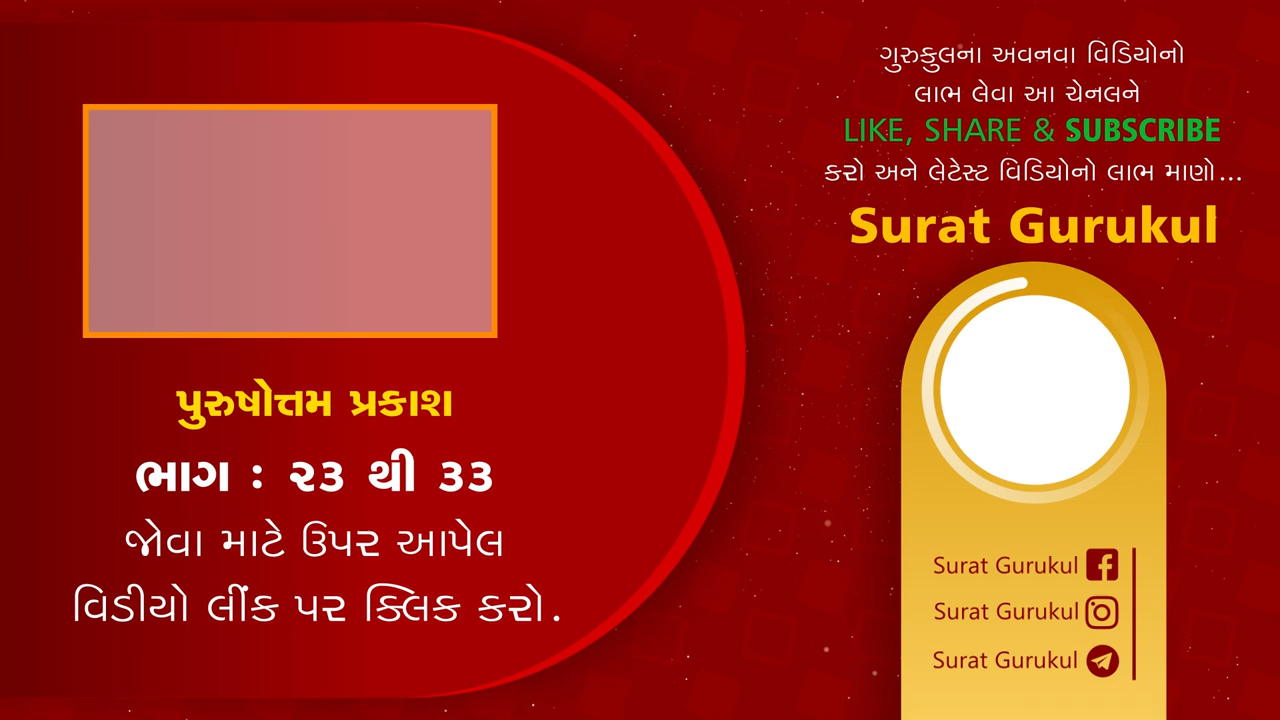 પુરુષોત્તમ પ્રકાશ
ભાગ : ૨૩ થી ૩૩
જોવા માટે ઉપર આપેલ
વિડીયો લીંક પર ક્લિક કરો.
ગુરુકુલના અવનવા વિડિયોનો
લાભ લેવા આ ચેનલને
LIKE, SHARE & SUBSCRIBE
કરો અને લેટેસ્ટ વિડિયોનો લાભ માણો...
Surat Gurukul
Surat Gurukul
Surat Gurukul
Surat Gurukul